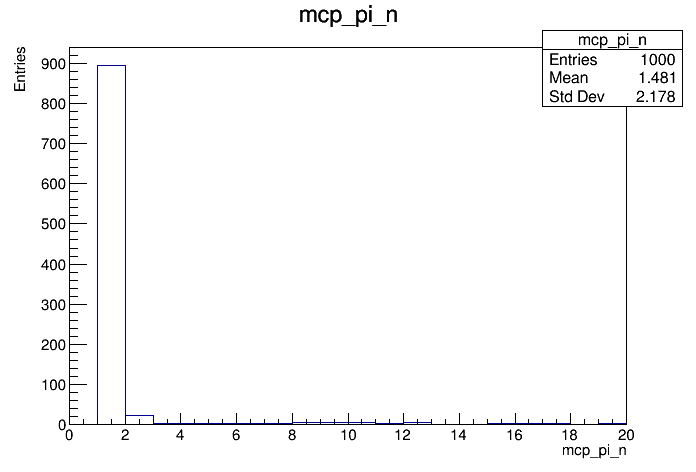 mcp_pi_n
mcp_pi_n
Entries 1000
Mean 1.481
Std Dev 2.178
Entries
900
800
700
600
500
400
300
200
100
0
0 2 4 6 8 10 12 14 16 18 20
mcp_pi_n